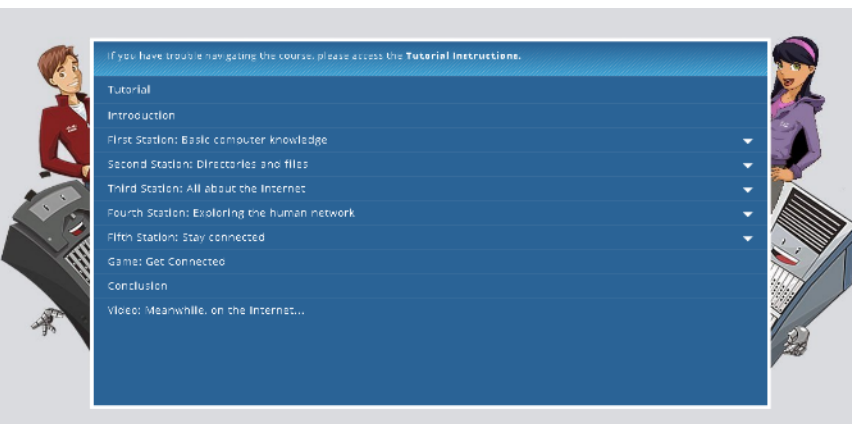 If you have trouble navigating the course, please access the Tutorial Instructions.
Tutorial
Introduction
First Station: Basic computer knowledge
Second Station: Directories and files
Third Station: All about the Internet
Fourth Station: Exploring the human network
Fifth Station: Stay connected
Game: Get Connected
Conclusion
Video: Meanwhile, on the Internet...